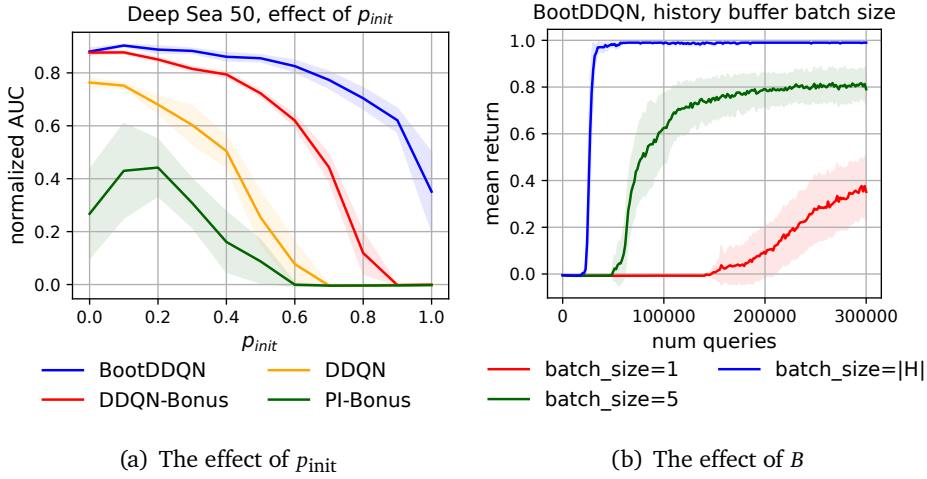 Deep Sea 50, effect of p_init
normalized AUC
0.8
0.6
0.4
0.2
0.0
0.0 0.2 0.4 0.6 0.8 1.0
p_init
BootDDQN
DDQN
DDQN-Bonus
PI-Bonus
(a) The effect of p_init
BootDDQN, history buffer batch size
mean return
1.0
0.8
0.6
0.4
0.2
0.0
0 100000 200000 300000
num queries
batch_size=1
batch_size=|H|
batch_size=5
(b) The effect of B